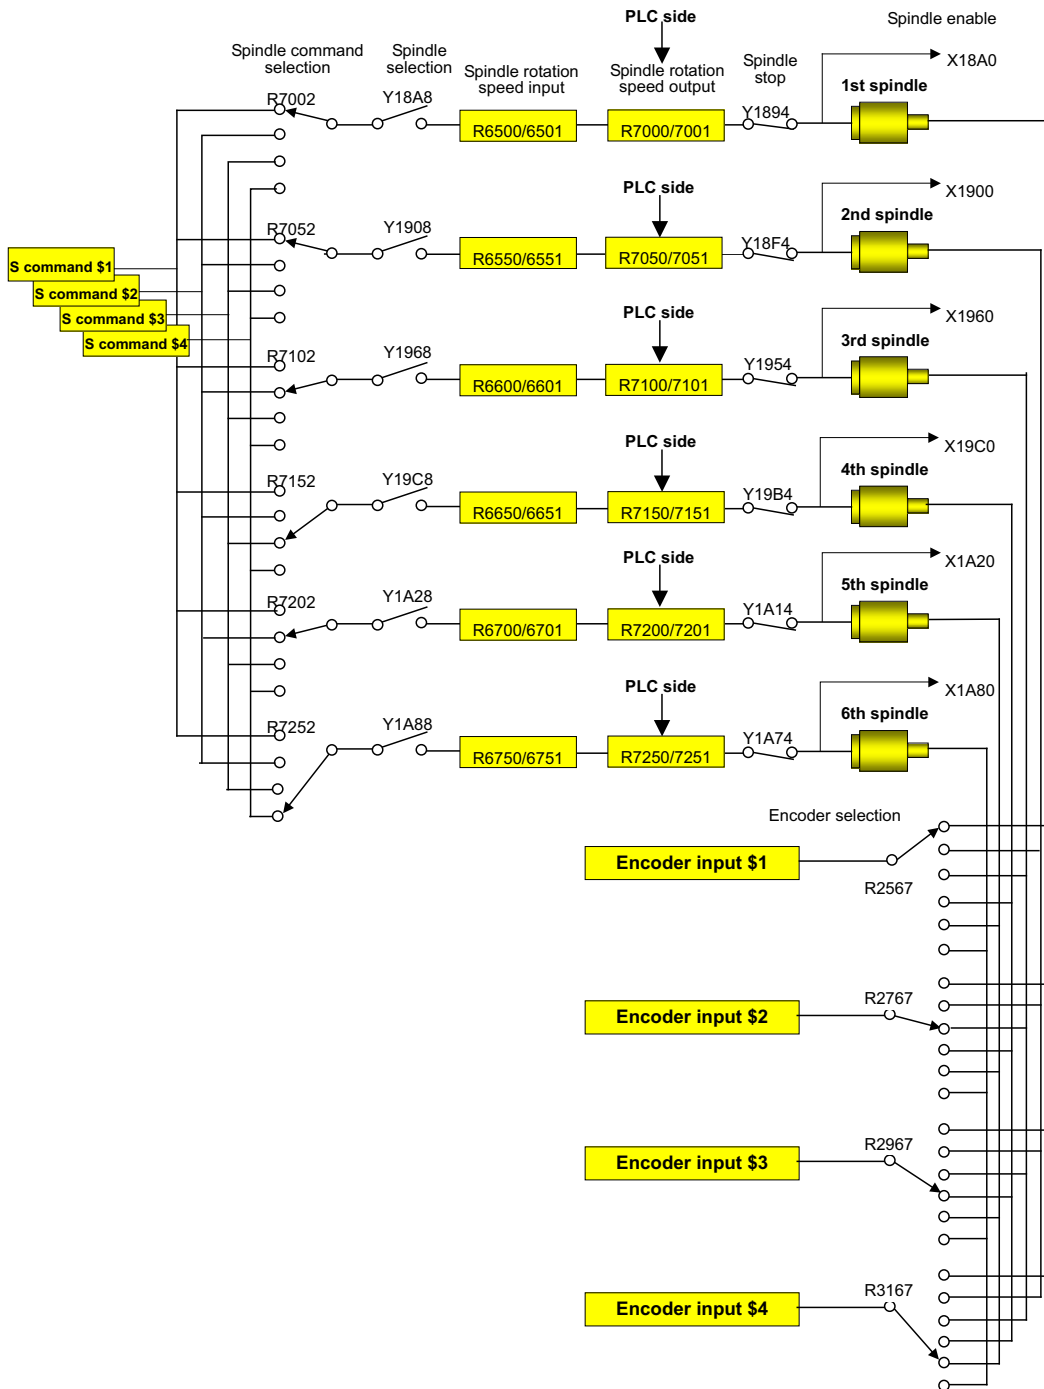 PLC side
Spindle enable
Spindle command
selection
Spindle
selection
Spindle rotation
speed input
Spindle rotation
speed output
Spindle
stop
X18A0
1st spindle
R7002
Y18A8
R6500/6501
R7000/7001
Y1894
PLC side
X1900
2nd spindle
R7052
Y1908
R6550/6551
R7050/7051
Y18F4
S command $1
S command $2
S command $3
S command $4
PLC side
X1960
3rd spindle
R7102
Y1968
R6600/6601
R7100/7101
Y1954
PLC side
X19C0
4th spindle
R7152
Y19C8
R6650/6651
R7150/7151
Y19B4
PLC side
X1A20
5th spindle
R7202
Y1A28
R6700/6701
R7200/7201
Y1A14
PLC side
X1A80
6th spindle
R7252
Y1A88
R6750/6751
R7250/7251
Y1A74
Encoder selection
Encoder input $1
R2567
Encoder input $2
R2767
Encoder input $3
R2967
Encoder input $4
R3167